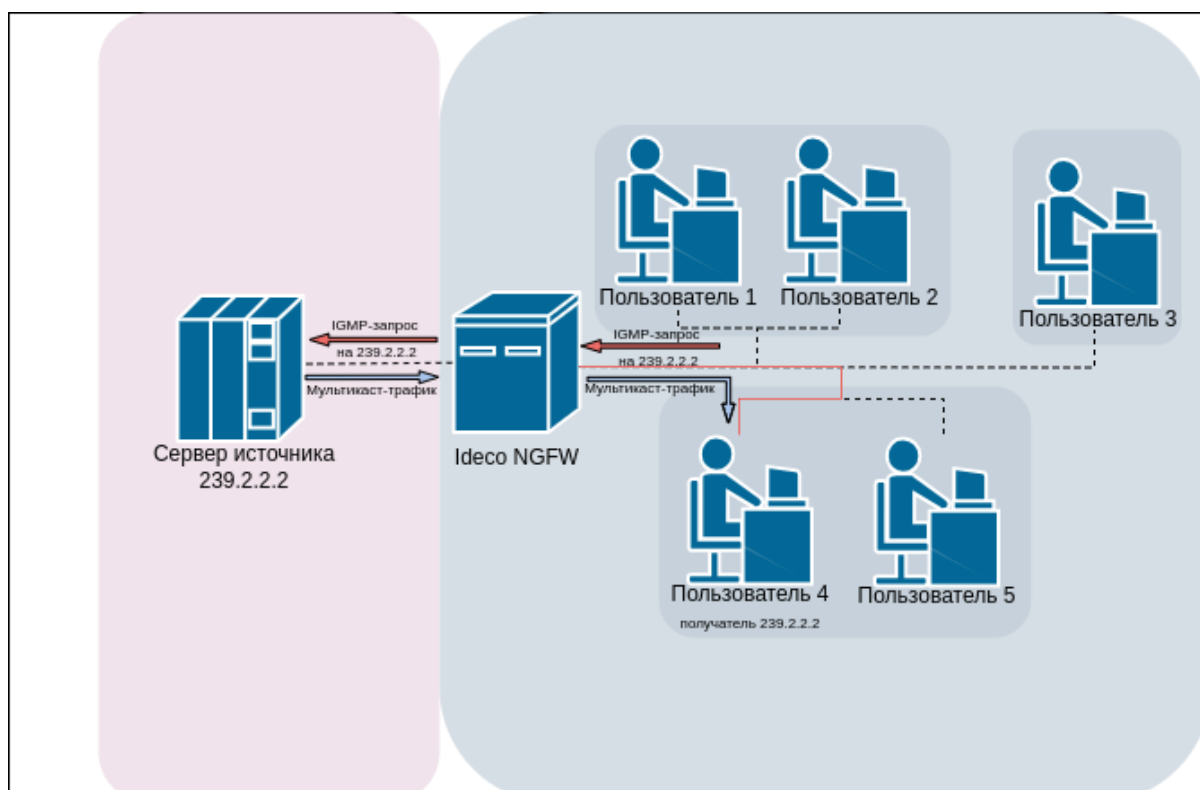 Пользователь 1
Пользователь 2
Пользователь 3
IGMP-запрос
на 239.2.2.2
Мультикаст-трафик
IGMP-запрос
на 239.2.2.2
Мультикаст-трафик
Сервер источника
239.2.2.2
Ideco NGFW
Пользователь 4
получатель 239.2.2.2
Пользователь 5